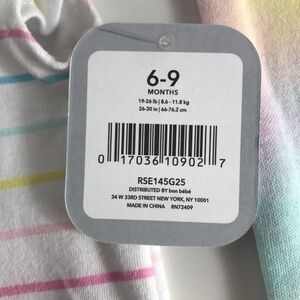 6-9
MONTHS
19-26 lb | 8.6 - 11.8 kg
26-30 in | 66-76.2 cm
0 17036 10902 7
RSE145G25
DISTRIBUTED BY bon bébé
34 W 33RD STREET NEW YORK, NY 10001
MADE IN CHINA RN72409